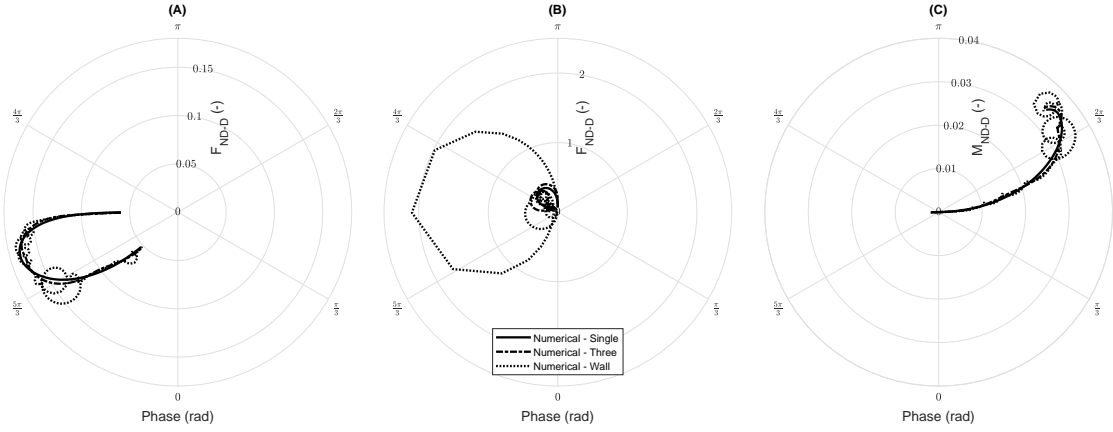 (A)
π
0.15
4π/3
2π/3
0.1
F_ND-D (-)
0.05
0
5π/3
π/3
0
Phase (rad)
(B)
π
2
4π/3
2π/3
F_ND-D (-)
1
0
5π/3
π/3
Numerical - Single
Numerical - Three
Numerical - Wall
0
Phase (rad)
(C)
π
0.04
0.03
4π/3
2π/3
0.02
M_ND-D (-)
0.01
0
5π/3
π/3
0
Phase (rad)